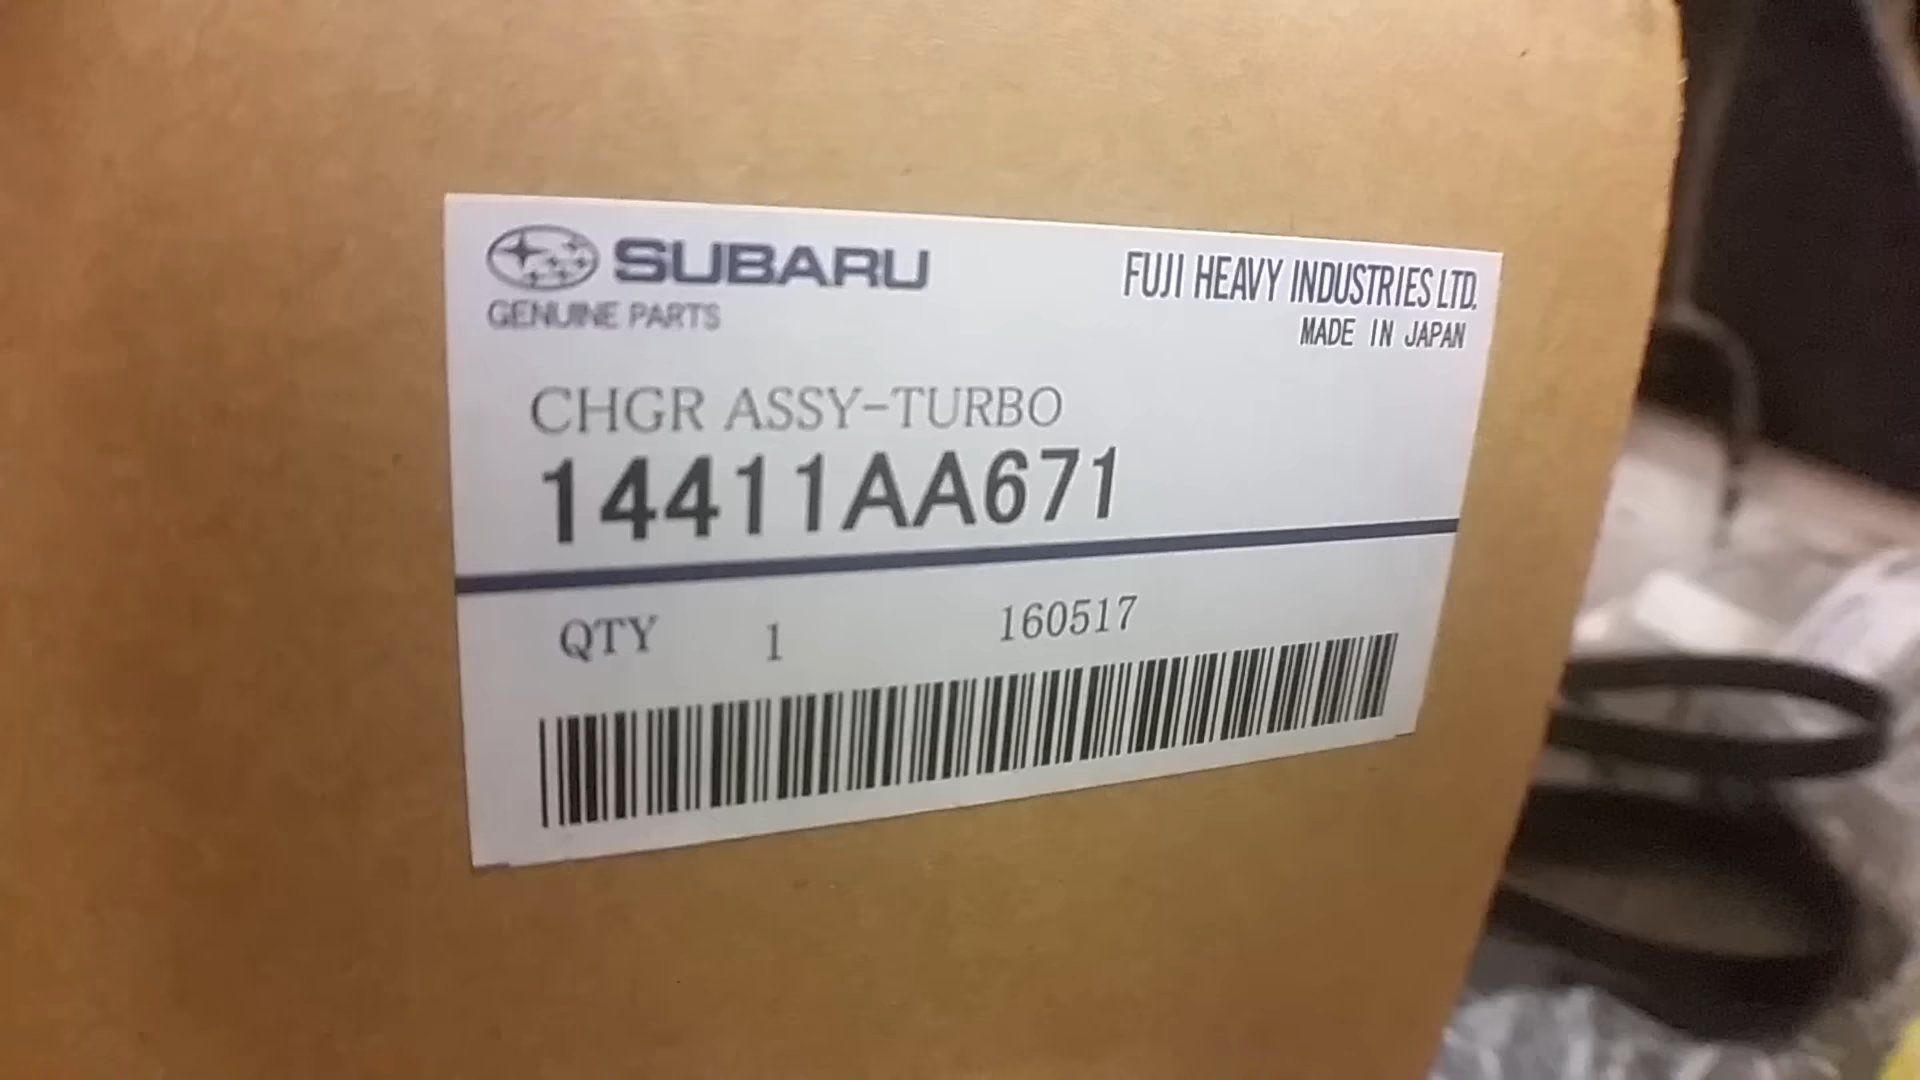 SUBARU
GENUINE PARTS
FUJI HEAVY INDUSTRIES LTD.
MADE IN JAPAN
CHGR ASSY-TURBO
14411AA671
QTY 1 160517